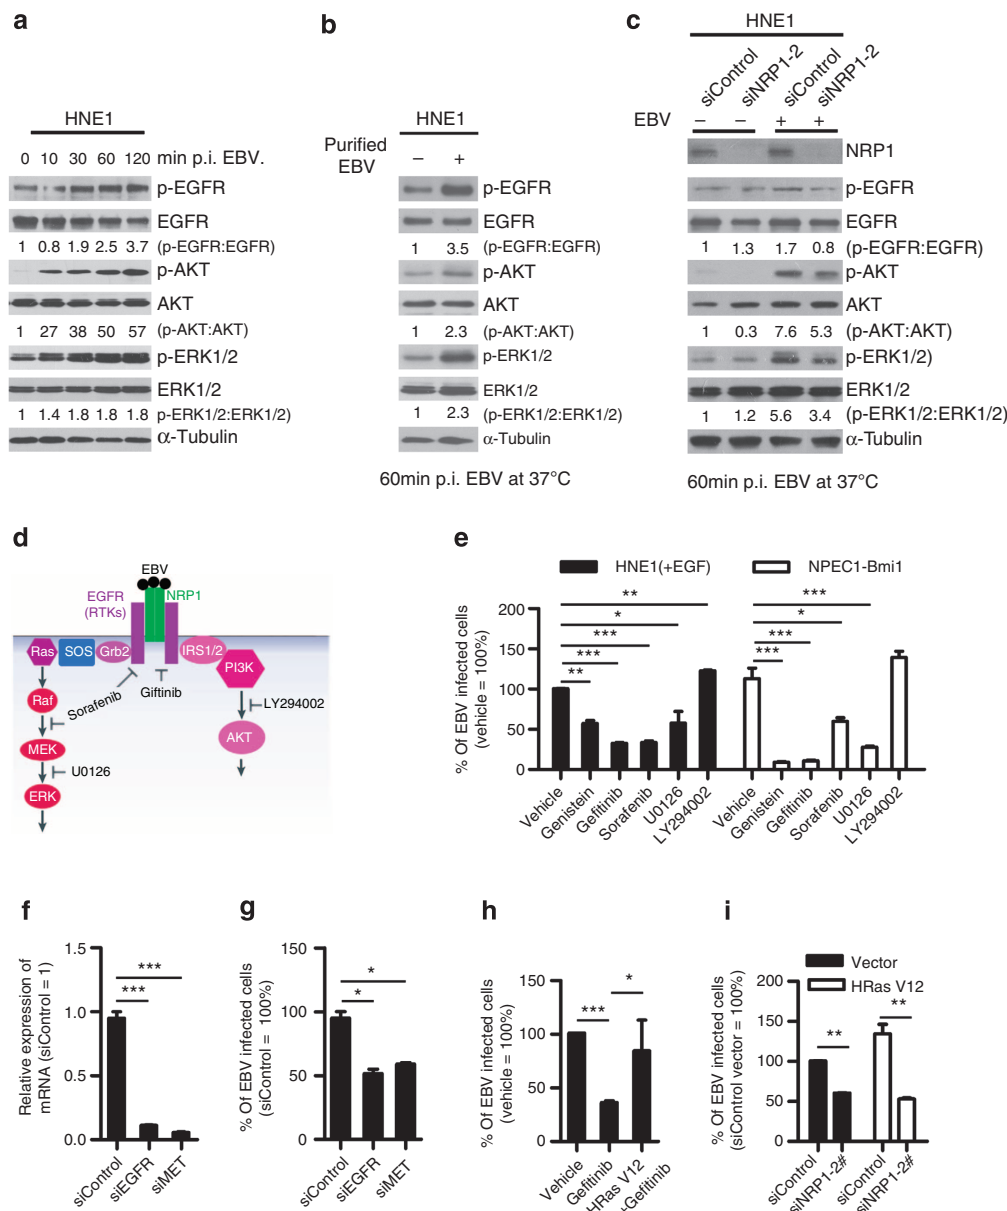 a
HNE1
0 10 30 60 120 min p.i. EBV.
p-EGFR
EGFR
1 0.8 1.9 2.5 3.7 (p-EGFR:EGFR)
p-AKT
AKT
1 27 38 50 57 (p-AKT:AKT)
p-ERK1/2
ERK1/2
1 1.4 1.8 1.8 1.8 p-ERK1/2:ERK1/2)
α-Tubulin
b
HNE1
Purified
EBV
– +
p-EGFR
EGFR
1 3.5 (p-EGFR:EGFR)
p-AKT
AKT
1 2.3 (p-AKT:AKT)
p-ERK1/2
ERK1/2
1 2.3 (p-ERK1/2:ERK1/2)
α-Tubulin
60min p.i. EBV at 37°C
c
HNE1
siControl
siNRP1-2
siControl
siNRP1-2
EBV – – + +
NRP1
p-EGFR
EGFR
1 1.3 1.7 0.8 (p-EGFR:EGFR)
p-AKT
AKT
1 0.3 7.6 5.3 (p-AKT:AKT)
p-ERK1/2)
ERK1/2
1 1.2 5.6 3.4 (p-ERK1/2:ERK1/2)
α-Tubulin
60min p.i. EBV at 37°C
d
EBV
EGFR
(RTKs)
NRP1
Ras
SOS
Grb2
IRS1/2
PI3K
Raf
Sorafenib
Giftinib
LY294002
MEK
AKT
U0126
ERK
e
HNE1(+EGF)
NPEC1-Bmi1
% Of EBV infected cells
(vehicle = 100%)
200
150
100
50
0
**
*
***
***
**
***
*
***
***
Vehicle
Genistein
Gefitinib
Sorafenib
U0126
LY294002
Vehicle
Genistein
Gefitinib
Sorafenib
U0126
LY294002
f
Relative expression of
mRNA (siControl = 1)
1.5
1.0
0.5
0.0
***
***
siControl
siEGFR
siMET
g
% Of EBV infected cells
(siControl = 100%)
150
100
50
0
*
*
siControl
siEGFR
siMET
h
% Of EBV infected cells
(vehicle = 100%)
150
100
50
0
***
*
Vehicle
Gefitinib
HRas V12
+Gefitinib
i
Vector
HRas V12
% Of EBV infected cells
(siControl vector = 100%)
200
150
100
50
0
**
**
siControl
siNRP1-2#
siControl
siNRP1-2#